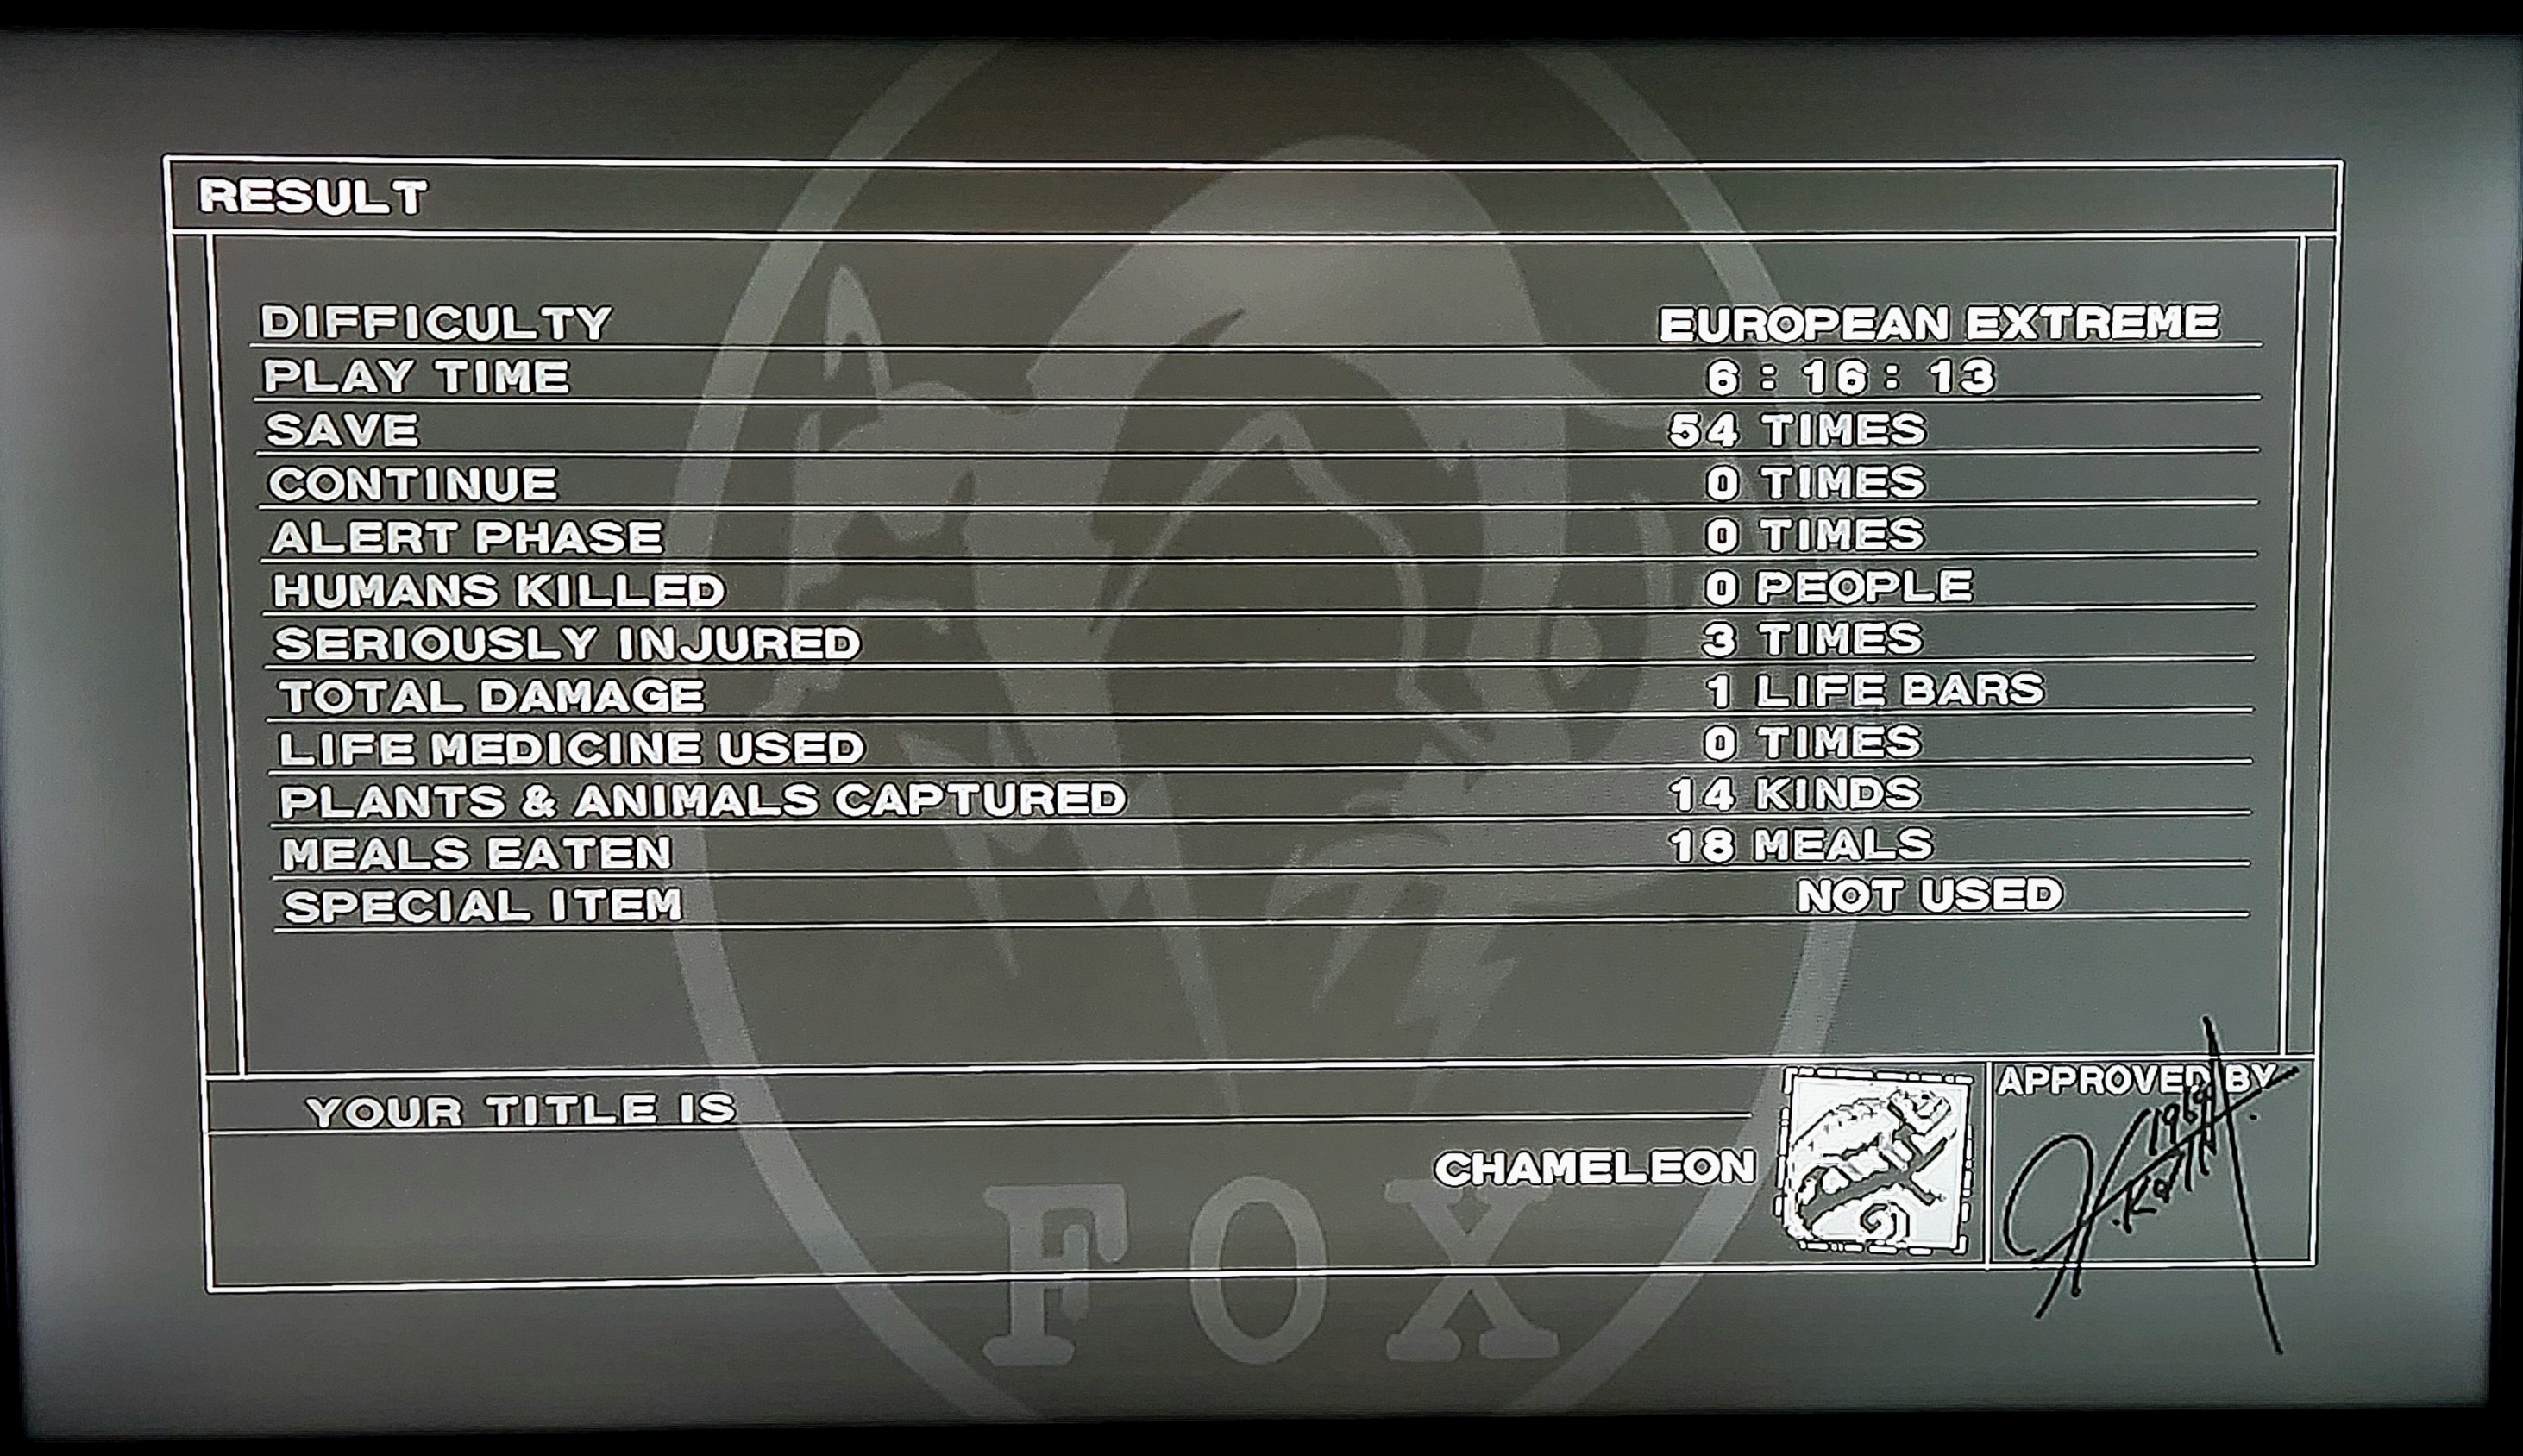 RESULT
DIFFICULTY EUROPEAN EXTREME
PLAY TIME 6 : 16 : 13
SAVE 54 TIMES
CONTINUE 0 TIMES
ALERT PHASE 0 TIMES
HUMANS KILLED 0 PEOPLE
SERIOUSLY INJURED 3 TIMES
TOTAL DAMAGE 1 LIFE BARS
LIFE MEDICINE USED 0 TIMES
PLANTS & ANIMALS CAPTURED 14 KINDS
MEALS EATEN 18 MEALS
SPECIAL ITEM NOT USED
YOUR TITLE IS
CHAMELEON
APPROVED BY
FOX